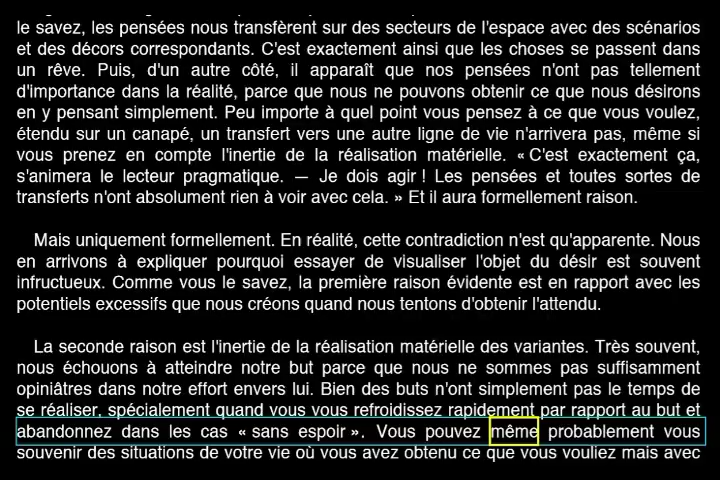 le savez, les pensées nous transfèrent sur des secteurs de l'espace avec des scénarios
et des décors correspondants. C'est exactement ainsi que les choses se passent dans
un rêve. Puis, d'un autre côté, il apparaît que nos pensées n'ont pas tellement
d'importance dans la réalité, parce que nous ne pouvons obtenir ce que nous désirons
en y pensant simplement. Peu importe à quel point vous pensez à ce que vous voulez,
étendu sur un canapé, un transfert vers une autre ligne de vie n'arrivera pas, même si
vous prenez en compte l'inertie de la réalisation matérielle. « C'est exactement ça,
s'animera le lecteur pragmatique. — Je dois agir ! Les pensées et toutes sortes de
transferts n'ont absolument rien à voir avec cela. » Et il aura formellement raison.
Mais uniquement formellement. En réalité, cette contradiction n'est qu'apparente. Nous
en arrivons à expliquer pourquoi essayer de visualiser l'objet du désir est souvent
infructueux. Comme vous le savez, la première raison évidente est en rapport avec les
potentiels excessifs que nous créons quand nous tentons d'obtenir l'attendu.
La seconde raison est l'inertie de la réalisation matérielle des variantes. Très souvent,
nous échouons à atteindre notre but parce que nous ne sommes pas suffisamment
opiniâtres dans notre effort envers lui. Bien des buts n'ont simplement pas le temps de
se réaliser, spécialement quand vous vous refroidissez rapidement par rapport au but et
abandonnez dans les cas « sans espoir ». Vous pouvez même probablement vous
souvenir des situations de votre vie où vous avez obtenu ce que vous vouliez mais avec